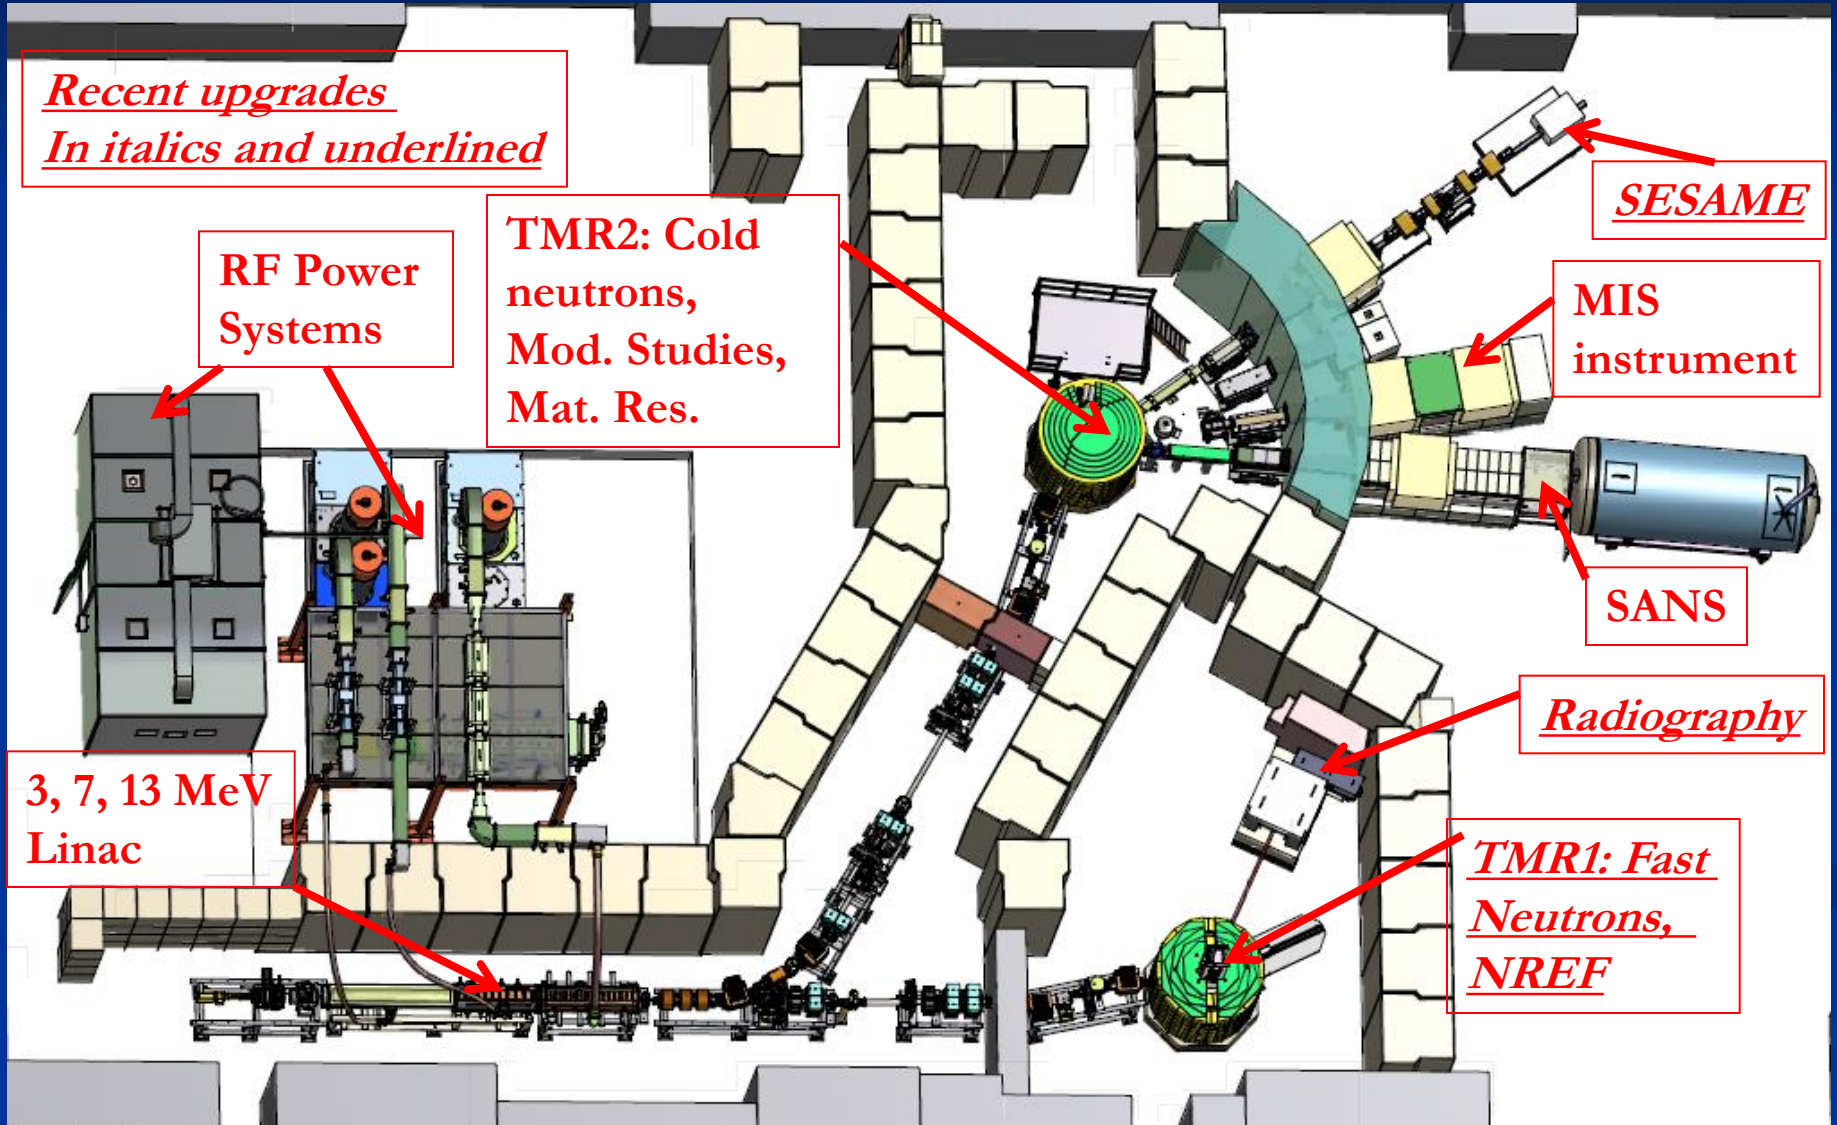 Recent upgrades
In italics and underlined
SESAME
TMR2: Cold
neutrons,
Mod. Studies,
Mat. Res.
RF Power
Systems
MIS
instrument
SANS
Radiography
3, 7, 13 MeV
Linac
TMR1: Fast
Neutrons,
NREF